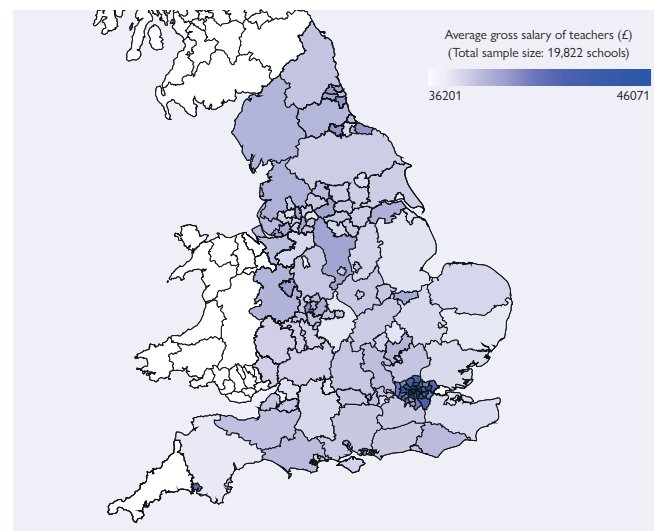 Average gross salary of teachers (£)
(Total sample size: 19,822 schools)
36201 46071